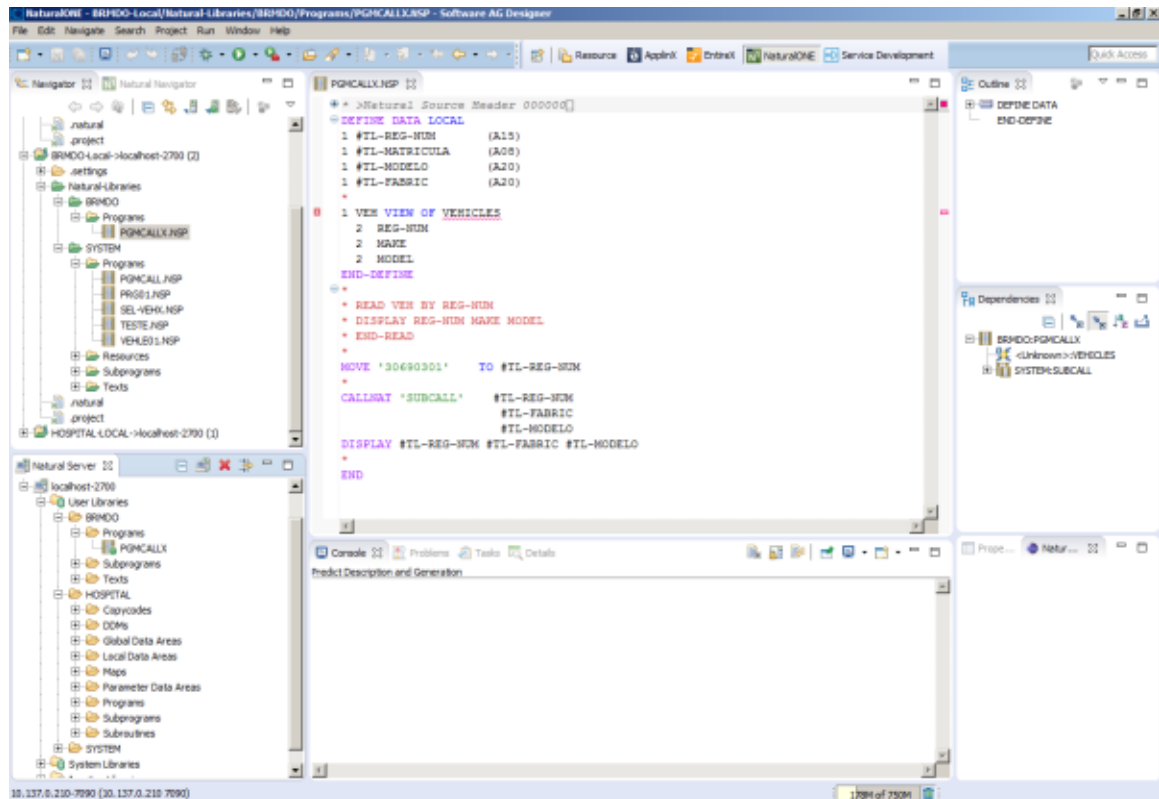 NaturalONE - BRMDO-Local/Natural-Libraries/BRMDO/Programs/PGMCALLX.NSP - Software AG Designer
File Edit Navigate Search Project Run Window Help
Resource ApplinX EntireX NaturalONE Service Development
Quick Access
Navigator Natural Navigator
.natural
.project
BRMDO-Local->localhost-2700 (2)
.settings
Natural-Libraries
BRMDO
Programs
PGMCALLX.NSP
SYSTEM
Programs
PGMCALL.NSP
PRG01.NSP
SEL-VEHX.NSP
TESTE.NSP
VEHLE01.NSP
Resources
Subprograms
Texts
.natural
.project
HOSPITAL-LOCAL->localhost-2700 (1)
Natural Server
localhost-2700
User Libraries
BRMDO
Programs
PGMCALLX
Subprograms
Texts
HOSPITAL
Copycodes
DDMs
Global Data Areas
Local Data Areas
Maps
Parameter Data Areas
Programs
Subprograms
Subroutines
SYSTEM
System Libraries
PGMCALLX.NSP
* >Natural Source Header 000000
DEFINE DATA LOCAL
1 #TL-REG-NUM (A15)
1 #TL-MATRICULA (A08)
1 #TL-MODELO (A20)
1 #TL-FABRIC (A20)
*
1 VEH VIEW OF VEHICLES
2 REG-NUM
2 MAKE
2 MODEL
END-DEFINE
*
* READ VEH BY REG-NUM
* DISPLAY REG-NUM MAKE MODEL
* END-READ
*
MOVE '30690301' TO #TL-REG-NUM
*
CALLNAT 'SUBCALL' #TL-REG-NUM
#TL-FABRIC
#TL-MODELO
DISPLAY #TL-REG-NUM #TL-FABRIC #TL-MODELO
*
END
Console Problems Tasks Details
Predict Description and Generation
Outline
DEFINE DATA
END-DEFINE
Dependencies
BRMDO:PGMCALLX
<Unknown>:VEHICLES
SYSTEM:SUBCALL
Prope... Natur...
10.137.0.210-7090 (10.137.0.210 7090)
178M of 750M